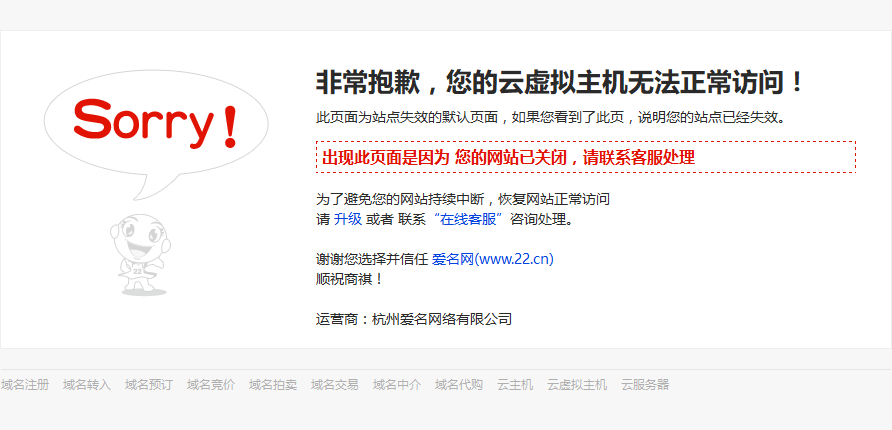 Sorry!
非常抱歉，您的云虚拟主机无法正常访问！
此页面为站点失效的默认页面，如果您看到了此页，说明您的站点已经失效。
出现此页面是因为 您的网站已关闭，请联系客服处理
为了避免您的网站持续中断，恢复网站正常访问
请 升级 或者 联系“在线客服”咨询处理。
谢谢您选择并信任 爱名网(www.22.cn)
顺祝商祺！
22
运营商：杭州爱名网络有限公司
域名注册 域名转入 域名预订 域名竞价 域名拍卖 域名交易 域名中介 域名代购 云主机 云虚拟主机 云服务器